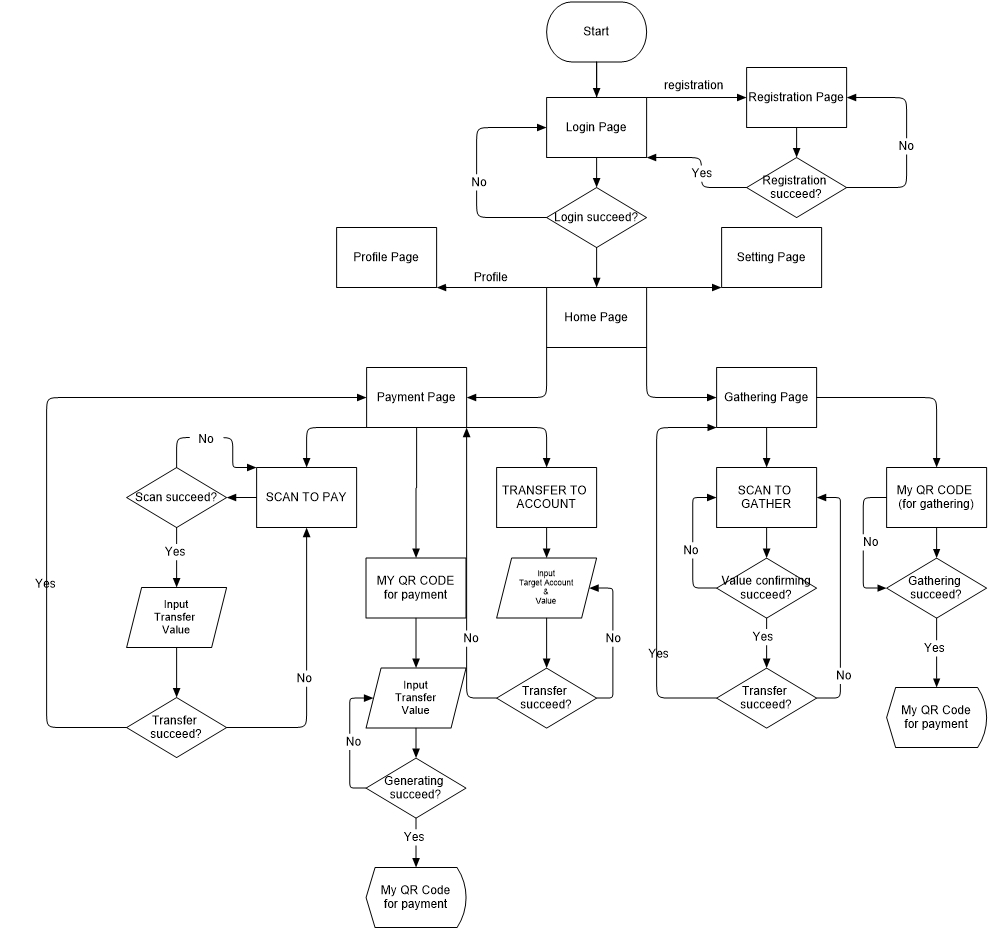 Start
registration
Registration Page
Login Page
No
Yes
No
Registration
succeed?
Login succeed?
Profile Page
Setting Page
Profile
Home Page
Payment Page
Gathering Page
No
Scan succeed?
SCAN TO PAY
TRANSFER TO
ACCOUNT
SCAN TO
GATHER
My QR CODE
(for gathering)
Yes
No
No
Yes
MY QR CODE
for payment
Input
Target Account
&
Value
Value confirming
succeed?
Gathering
succeed?
Input
Transfer
Value
No
No
Yes
Yes
Yes
No
No
Input
Transfer
Value
Transfer
succeed?
Transfer
succeed?
My QR Code
for payment
Transfer
succeed?
No
Generating
succeed?
Yes
My QR Code
for payment